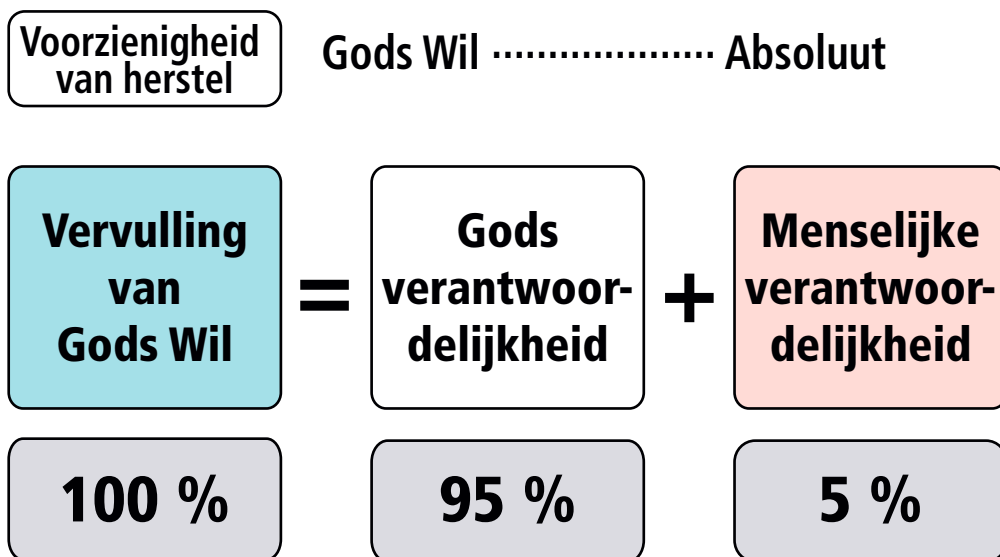 Voorzienigheid
van herstel
Gods Wil .................... Absoluut
Vervulling
van
Gods Wil
=
Gods
verantwoor-
delijkheid
+
Menselijke
verantwoor-
delijkheid
100 %
95 %
5 %